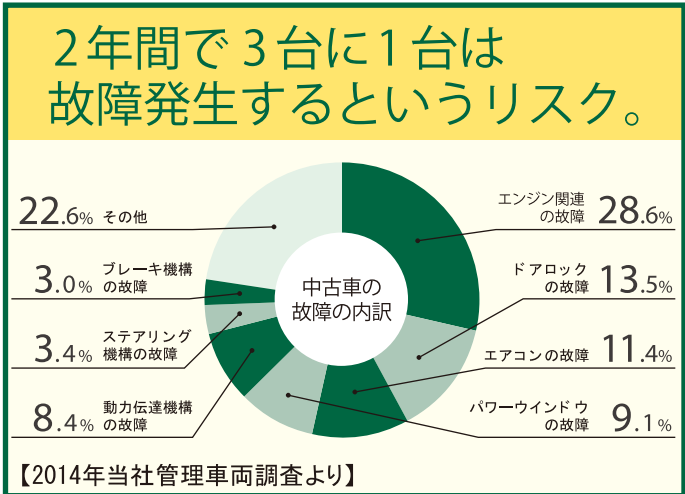 ２年間で３台に１台は
故障発生するというリスク。
エンジン関連
の故障 28.6%
ドアロック
の故障 13.5%
エアコンの故障 11.4%
パワーウインドウ
の故障 9.1%
22.6% その他
3.0% ブレーキ機構
の故障
3.4% ステアリング
機構の故障
8.4% 動力伝達機構
の故障
中古車の
故障の内訳
【2014年当社管理車両調査より】